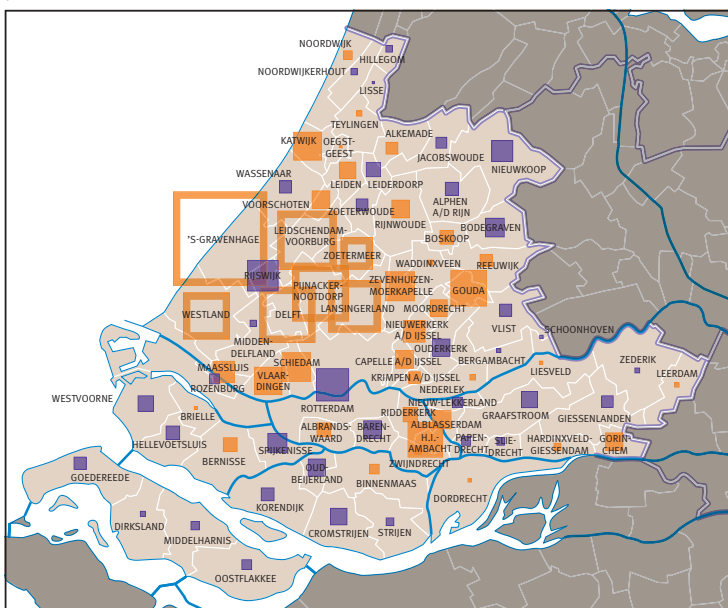 NOORDWIJK
HILLEGOM
NOORDWIJKERHOUT
LISSE
TEYLINGEN
KATWIJK
OEGST-
GEEST
ALKEMADE
JACOBSWOUDE
NIEUWKOOP
WASSENAAR
LEIDEN
LEIDERDORP
VOORSCHOTEN
ZOETERWOUDE
ALPHEN
A/D RIJN
RIJNWOUDE
'S-GRAVENHAGE
LEIDSCHENDAM-
VOORBURG
BODEGRAVEN
BOSKOOP
ZOETERMEER
WADDINXVEEN
REEUWIJK
RIJSWIJK
PIJNACKER-
NOOTDORP
ZEVENHUIZEN-
MOERKAPELLE
GOUDA
WESTLAND
DELFT
LANSINGERLAND
MOORDRECHT
NIEUWERKERK
A/D IJSSEL
VLIST
SCHOONHOVEN
MIDDEN-
DELFLAND
OUDERKERK
BERGAMBACHT
ZEDERIK
MAASSLUIS
SCHIEDAM
CAPELLE A/D IJSSEL
LIESVELD
LEERDAM
ROZENBURG
VLAAR-
DINGEN
KRIMPEN A/D IJSSEL
NEDERLEK
WESTVOORNE
ROTTERDAM
NIEUW-LEKKERLAND
BRIELLE
RIDDERKERK
GRAAFSTROOM
GIESSENLANDEN
HELLEVOETSLUIS
ALBRANDS-
WAARD
BAREN-
DRECHT
ALBLASSERDAM
H.I.-
AMBACHT
PAPEN-
DRECHT
SLIE-
DRECHT
HARDINXVELD-
GIESSENDAM
GORIN-
CHEM
BERNISSE
SPIJKENISSE
ZWIJNDRECHT
GOEDEREEDE
OUD-
BEIJERLAND
BINNENMAAS
DORDRECHT
KORENDIJK
DIRKSLAND
MIDDELHARNIS
CROMSTRIJEN
STRIJEN
OOSTFLAKKEE